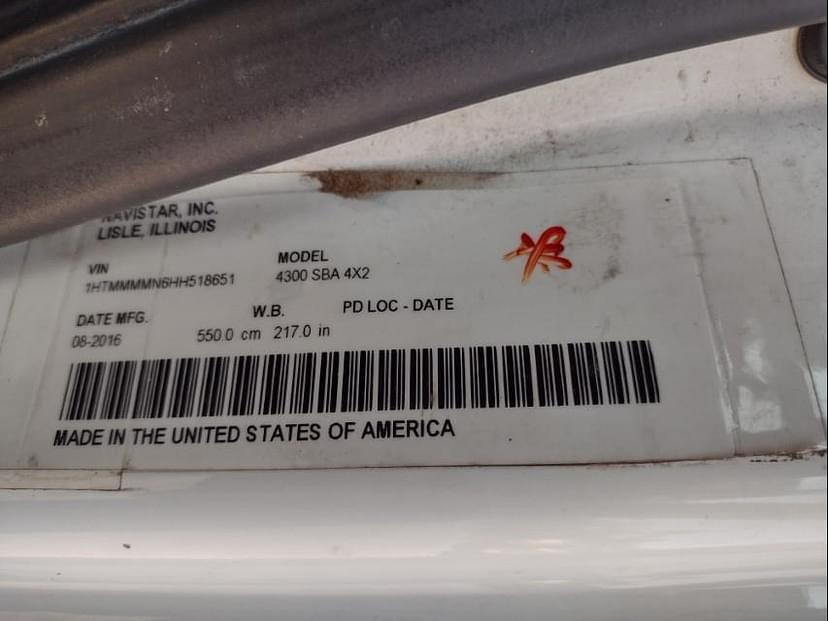 NAVISTAR, INC.
LISLE, ILLINOIS
VIN
1HTMMMMN6HH518651
MODEL
4300 SBA 4X2
DATE MFG.
08-2016
W.B.
550.0 cm 217.0 in
PD LOC - DATE
MADE IN THE UNITED STATES OF AMERICA